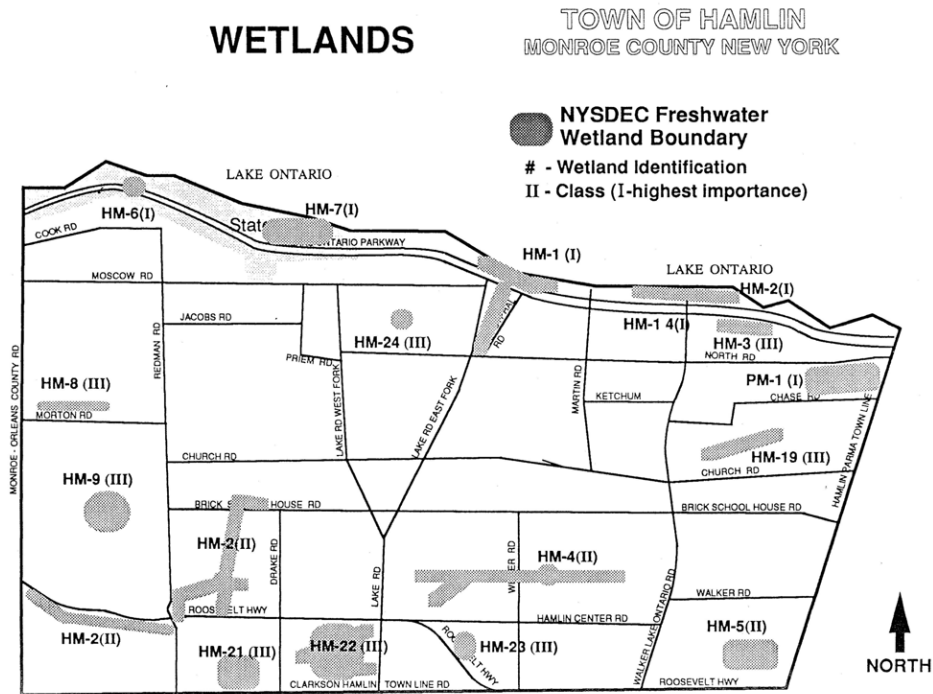 WETLANDS
TOWN OF HAMLIN
MONROE COUNTY NEW YORK
NYSDEC Freshwater
Wetland Boundary
# - Wetland Identification
II - Class (I-highest importance)
LAKE ONTARIO
HM-6(I)
HM-7(I)
State
ONTARIO PARKWAY
COOK RD
HM-1 (I)
LAKE ONTARIO
MOSCOW RD
HM-2(I)
JACOBS RD
HM-24 (III)
RD
HM-1 4(I)
HM-3 (III)
NORTH RD
PRIEM RD
REDMAN RD
HM-8 (III)
MORTON RD
LAKE RD WEST FORK
LAKE RD EAST FORK
MARTIN RD
KETCHUM
PM-1 (I)
CHASE RD
MONROE - ORLEANS COUNTY RD
HAMLIN PARMA TOWN LINE
CHURCH RD
HM-19 (III)
CHURCH RD
HM-9 (III)
BRICK HOUSE RD
BRICK SCHOOL HOUSE RD
HM-2(II)
DRAKE RD
LAKE RD
HM-4(II)
WALKER LAKE ONTARIO RD
WALKER RD
ROOSEVELT HWY
HAMLIN CENTER RD
HM-2(II)
HM-21 (III)
HM-22 (III)
HM-23 (III)
HM-5(II)
CLARKSON HAMLIN TOWN LINE RD
ROOSEVELT HWY
NORTH